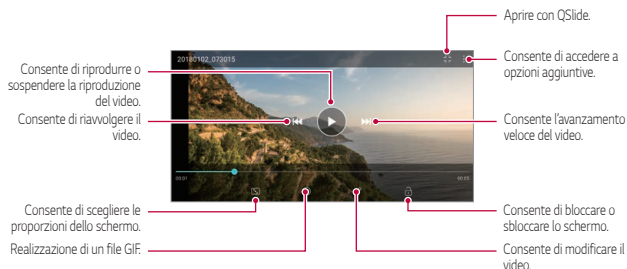 Aprire con QSlide.
Consente di accedere a
opzioni aggiuntive.
20180102_073015
Consente di riprodurre o
sospendere la riproduzione
del video.
Consente di riavvolgere il
video.
Consente l'avanzamento
veloce del video.
00:01
00:05
Consente di scegliere le
proporzioni dello schermo.
Realizzazione di un file GIF.
Consente di bloccare o
sbloccare lo schermo.
Consente di modificare il
video.